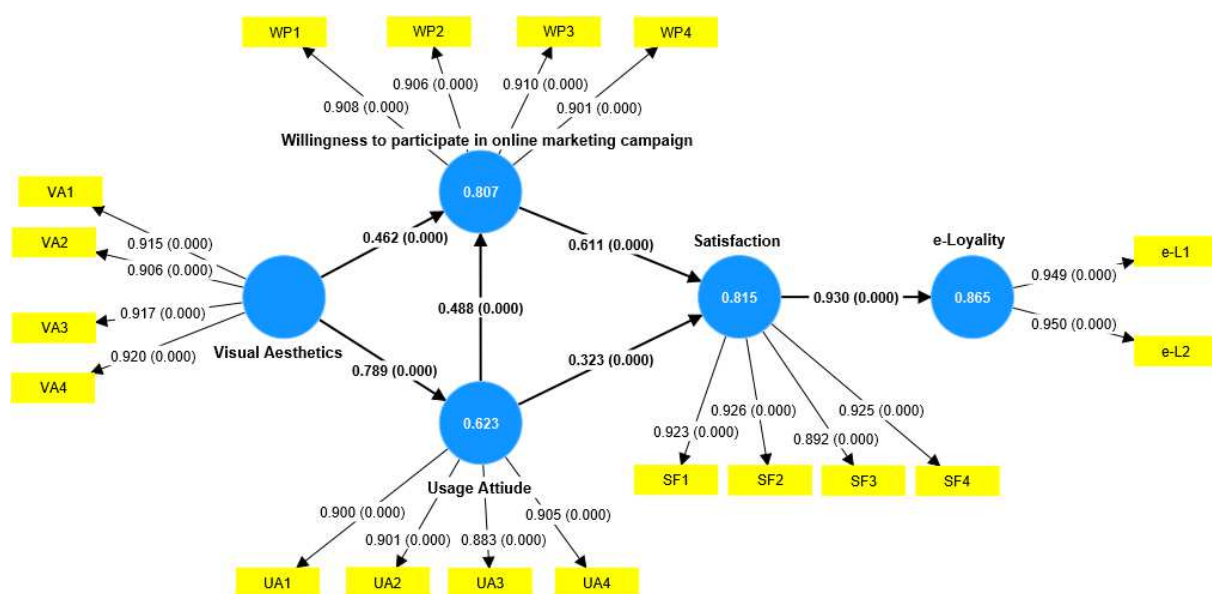 WP1
WP2
WP3
WP4
0.908 (0.000)
0.906 (0.000)
0.910 (0.000)
0.901 (0.000)
Willingness to participate in online marketing campaign
0.807
VA1
VA2
VA3
VA4
0.915 (0.000)
0.906 (0.000)
0.917 (0.000)
0.920 (0.000)
Visual Aesthetics
0.462 (0.000)
0.789 (0.000)
0.488 (0.000)
0.611 (0.000)
0.323 (0.000)
Satisfaction
0.815
0.930 (0.000)
e-Loyality
0.865
0.949 (0.000)
0.950 (0.000)
e-L1
e-L2
0.623
Usage Attiude
0.900 (0.000)
0.901 (0.000)
0.883 (0.000)
0.905 (0.000)
UA1
UA2
UA3
UA4
0.923 (0.000)
0.926 (0.000)
0.892 (0.000)
0.925 (0.000)
SF1
SF2
SF3
SF4